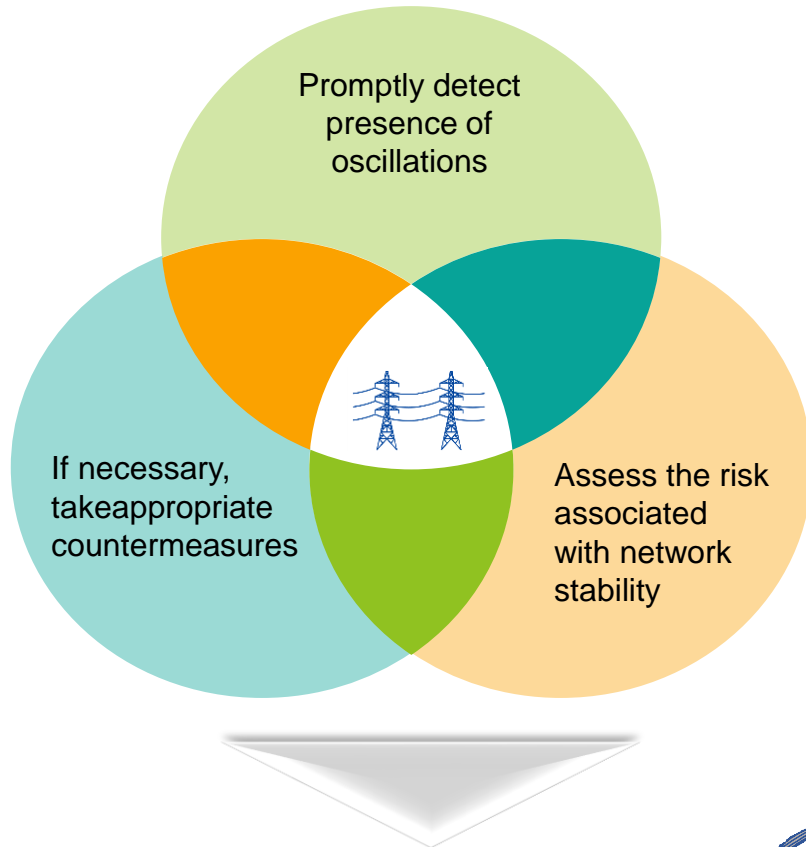 Promptly detect
presence of
oscillations
If necessary,
takeappropriate
countermeasures
Assess the risk
associated
with network
stability